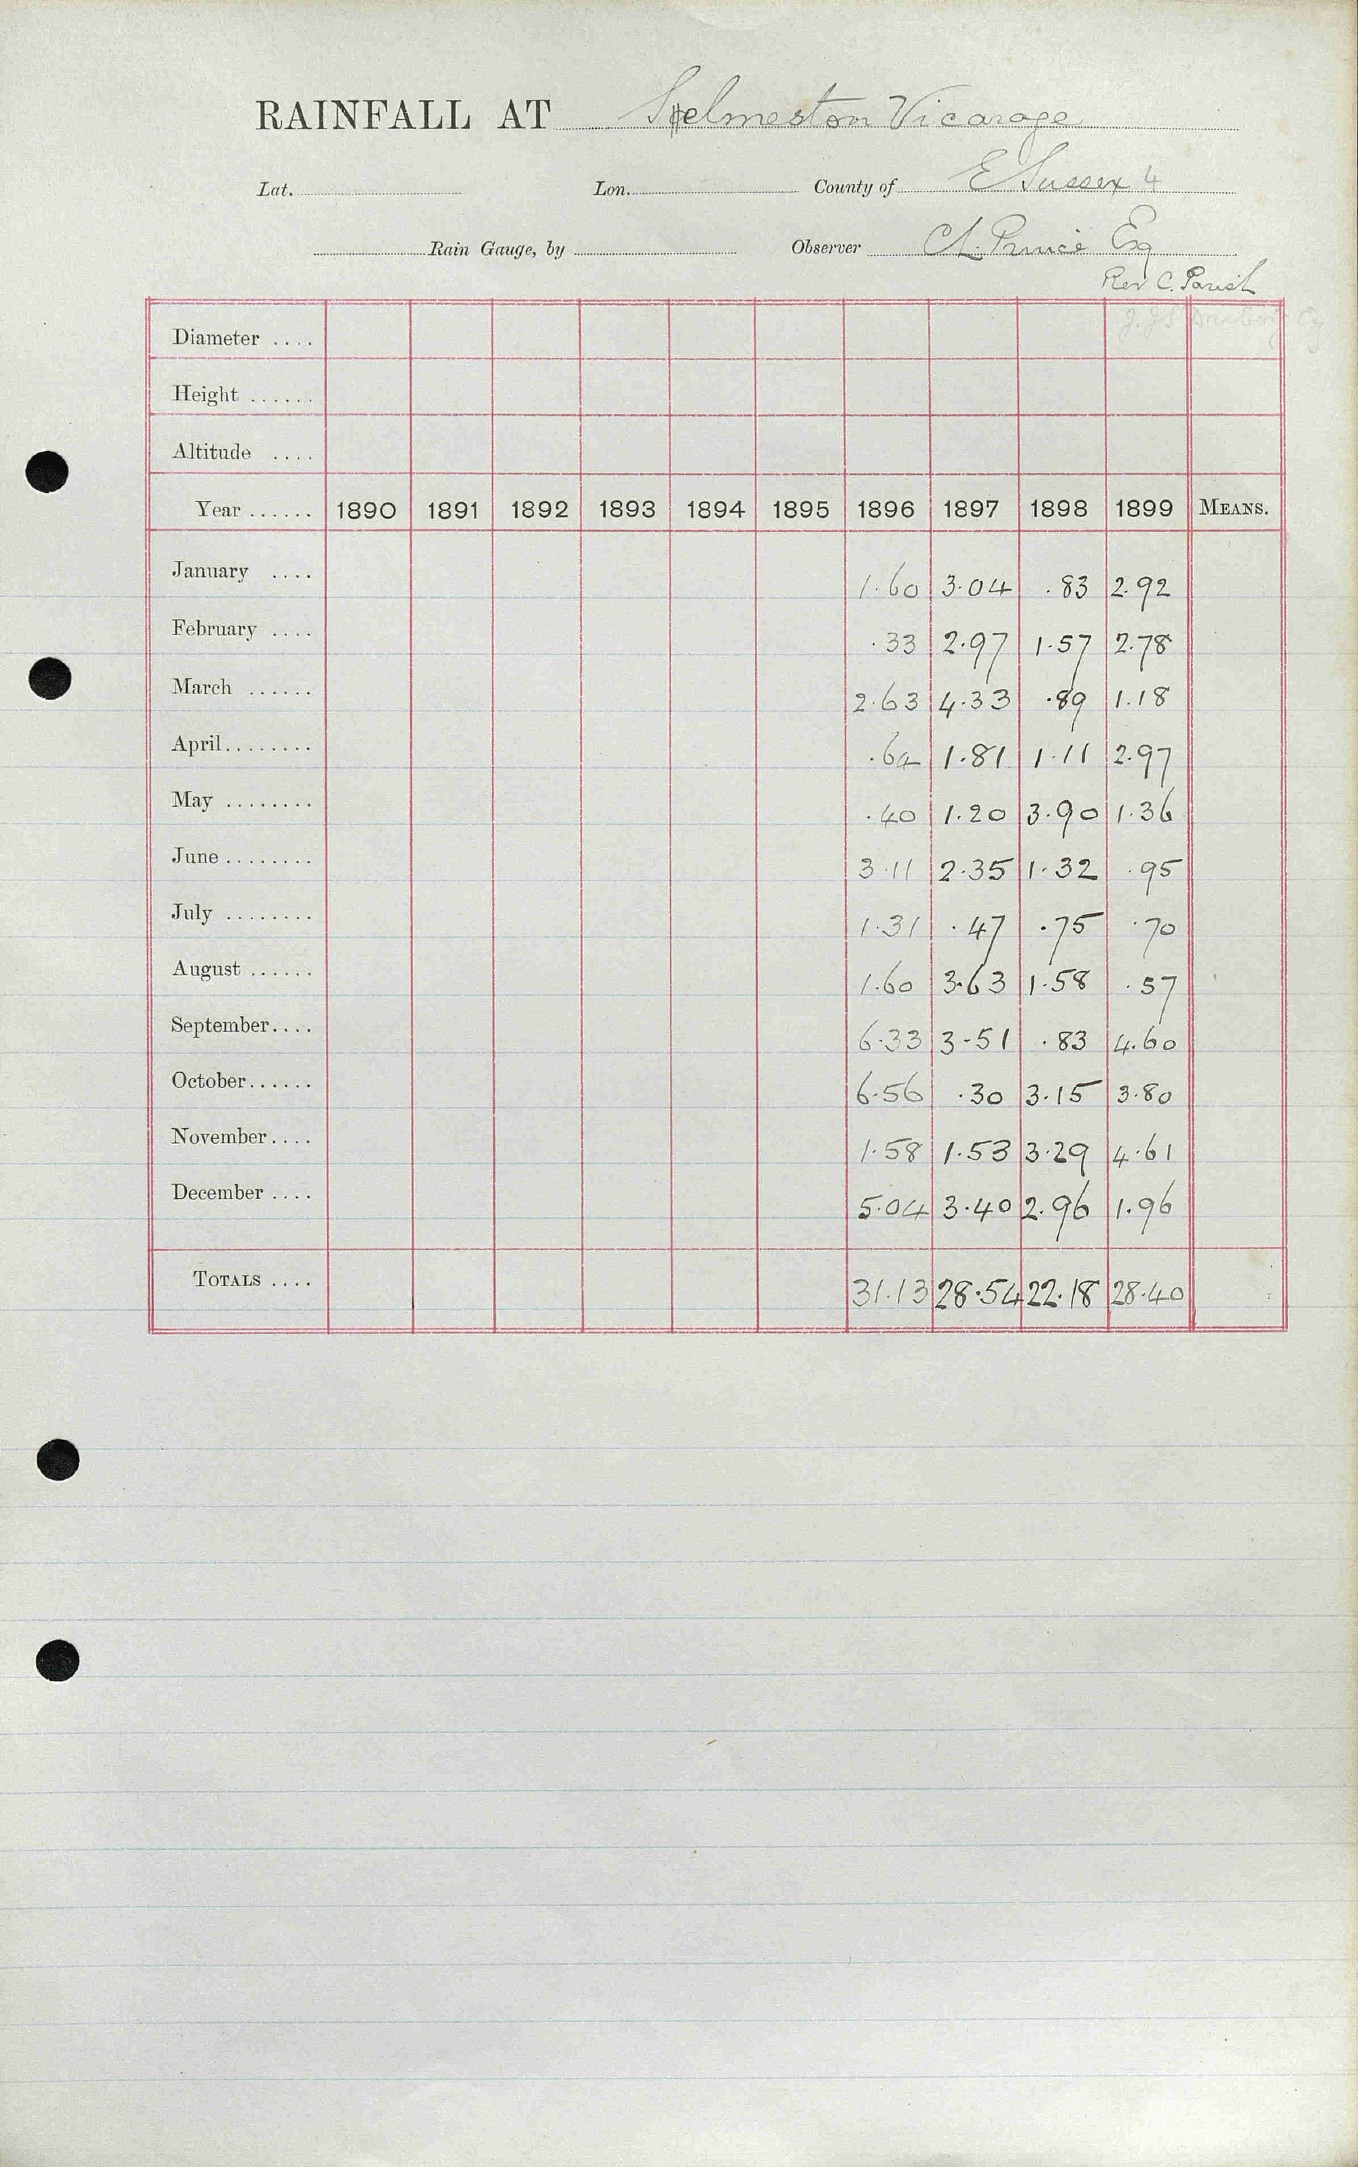 RAINFALL AT Selmeston Vicarage
Lat. Lon. County of E Sussex 4
Rain Gauge, by Observer C L. Prince Esq
Rev C. Parish
Diameter ....
Height ......
Altitude ....
Year ...... 1890 1891 1892 1893 1894 1895 1896 1897 1898 1899 MEANS.
January .... 1.60 3.04 .83 2.92
February .... .33 2.97 1.57 2.78
March ...... 2.63 4.33 .89 1.18
April........ .64 1.81 1.11 2.97
May ........ .40 1.20 3.90 1.36
June ........ 3.11 2.35 1.32 .95
July ........ 1.31 .47 .75 .70
August ...... 1.60 3.63 1.58 .57
September.... 6.33 3.51 .83 4.60
October...... 6.56 .30 3.15 3.80
November.... 1.58 1.53 3.29 4.61
December .... 5.04 3.40 2.96 1.96
TOTALS .... 31.13 28.54 22.18 28.40